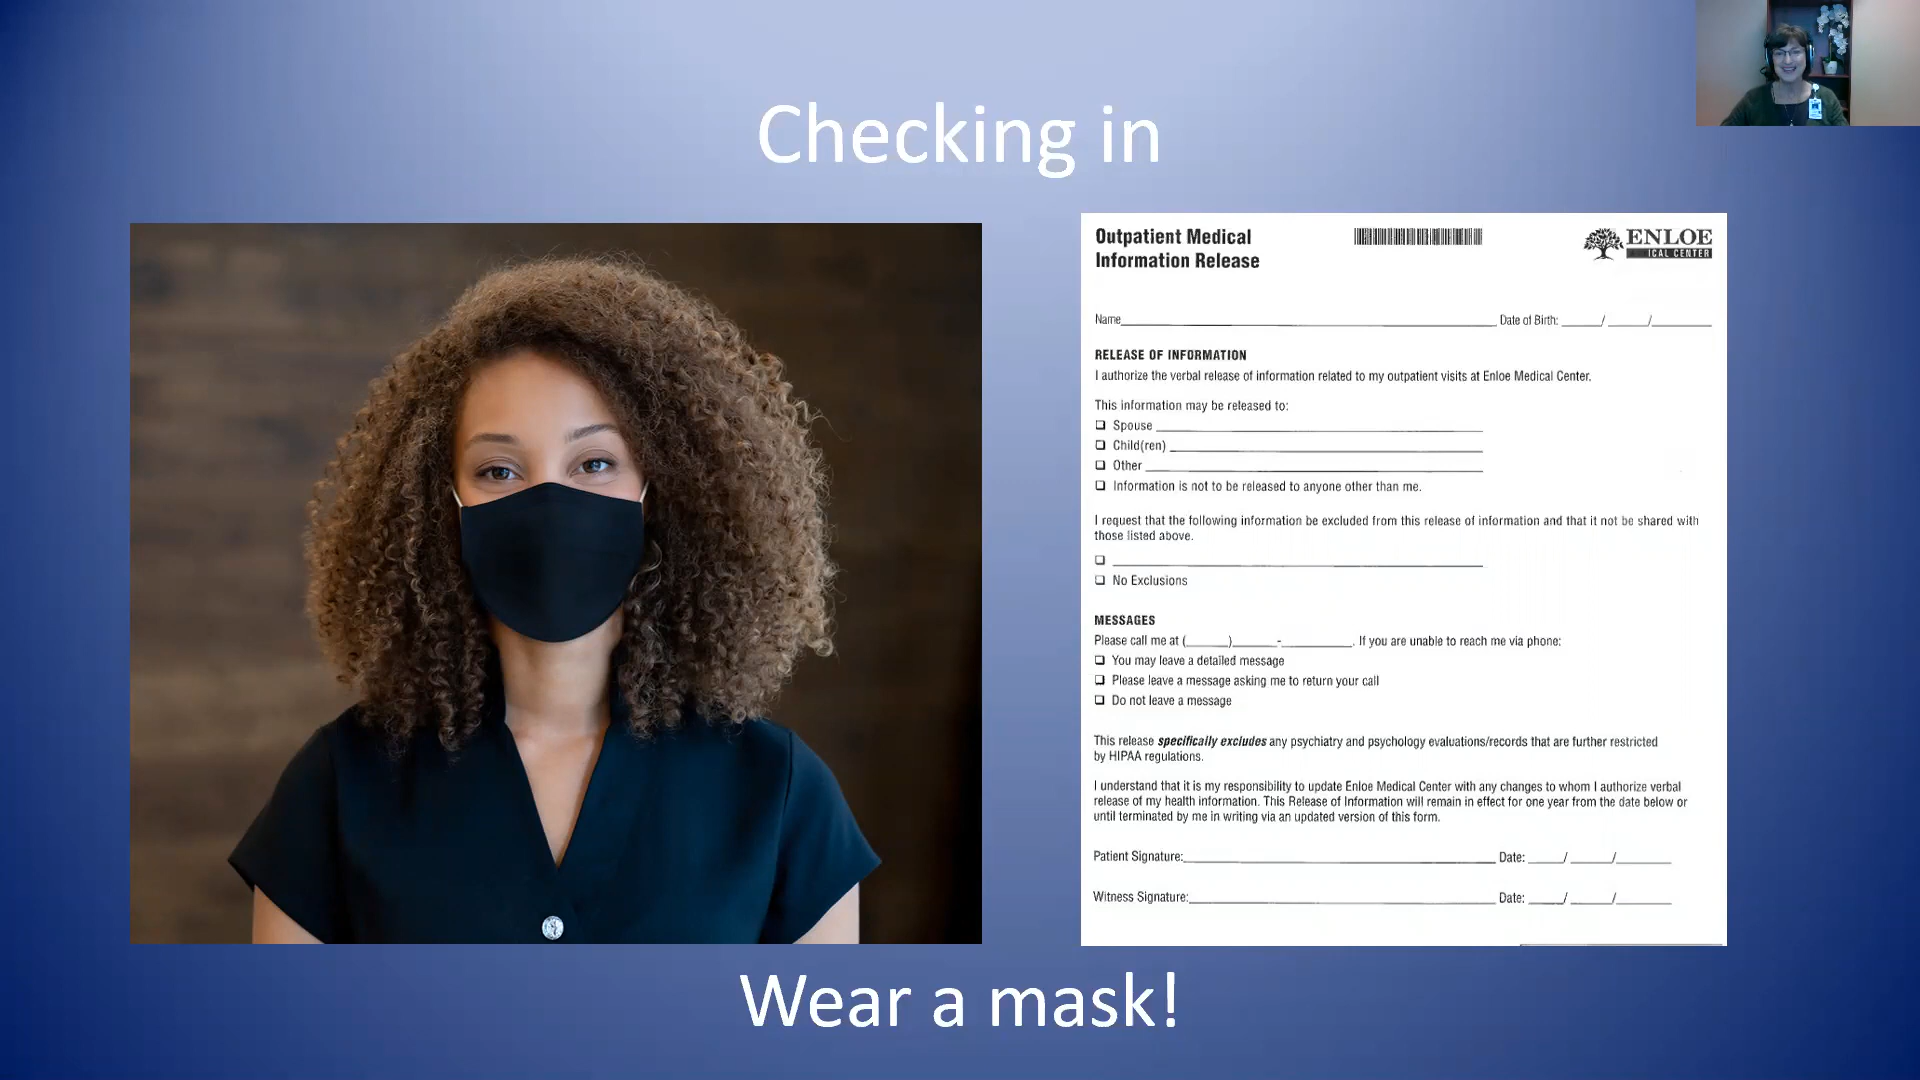 Checking in
Outpatient Medical
Information Release
ENLOE
ICAL CENTER
Name Date of Birth: / /
RELEASE OF INFORMATION
I authorize the verbal release of information related to my outpatient visits at Enloe Medical Center.
This information may be released to:
Spouse
Child(ren)
Other
Information is not to be released to anyone other than me.
I request that the following information be excluded from this release of information and that it not be shared with
those listed above.
No Exclusions
MESSAGES
Please call me at ( ) - . If you are unable to reach me via phone:
You may leave a detailed message
Please leave a message asking me to return your call
Do not leave a message
This release specifically excludes any psychiatry and psychology evaluations/records that are further restricted
by HIPAA regulations.
I understand that it is my responsibility to update Enloe Medical Center with any changes to whom I authorize verbal
release of my health information. This Release of Information will remain in effect for one year from the date below or
until terminated by me in writing via an updated version of this form.
Patient Signature: Date: / /
Witness Signature: Date: / /
Wear a mask!